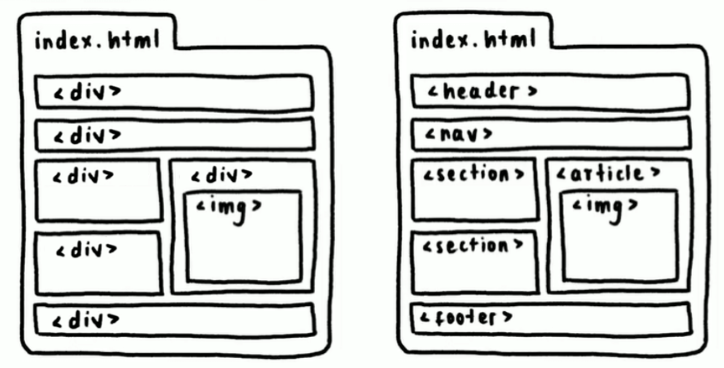 index.html
<div>
<div>
<div>
<div>
<img>
<div>
<div>
index.html
<header>
<nav>
<section>
<article>
<img>
<section>
<footer>